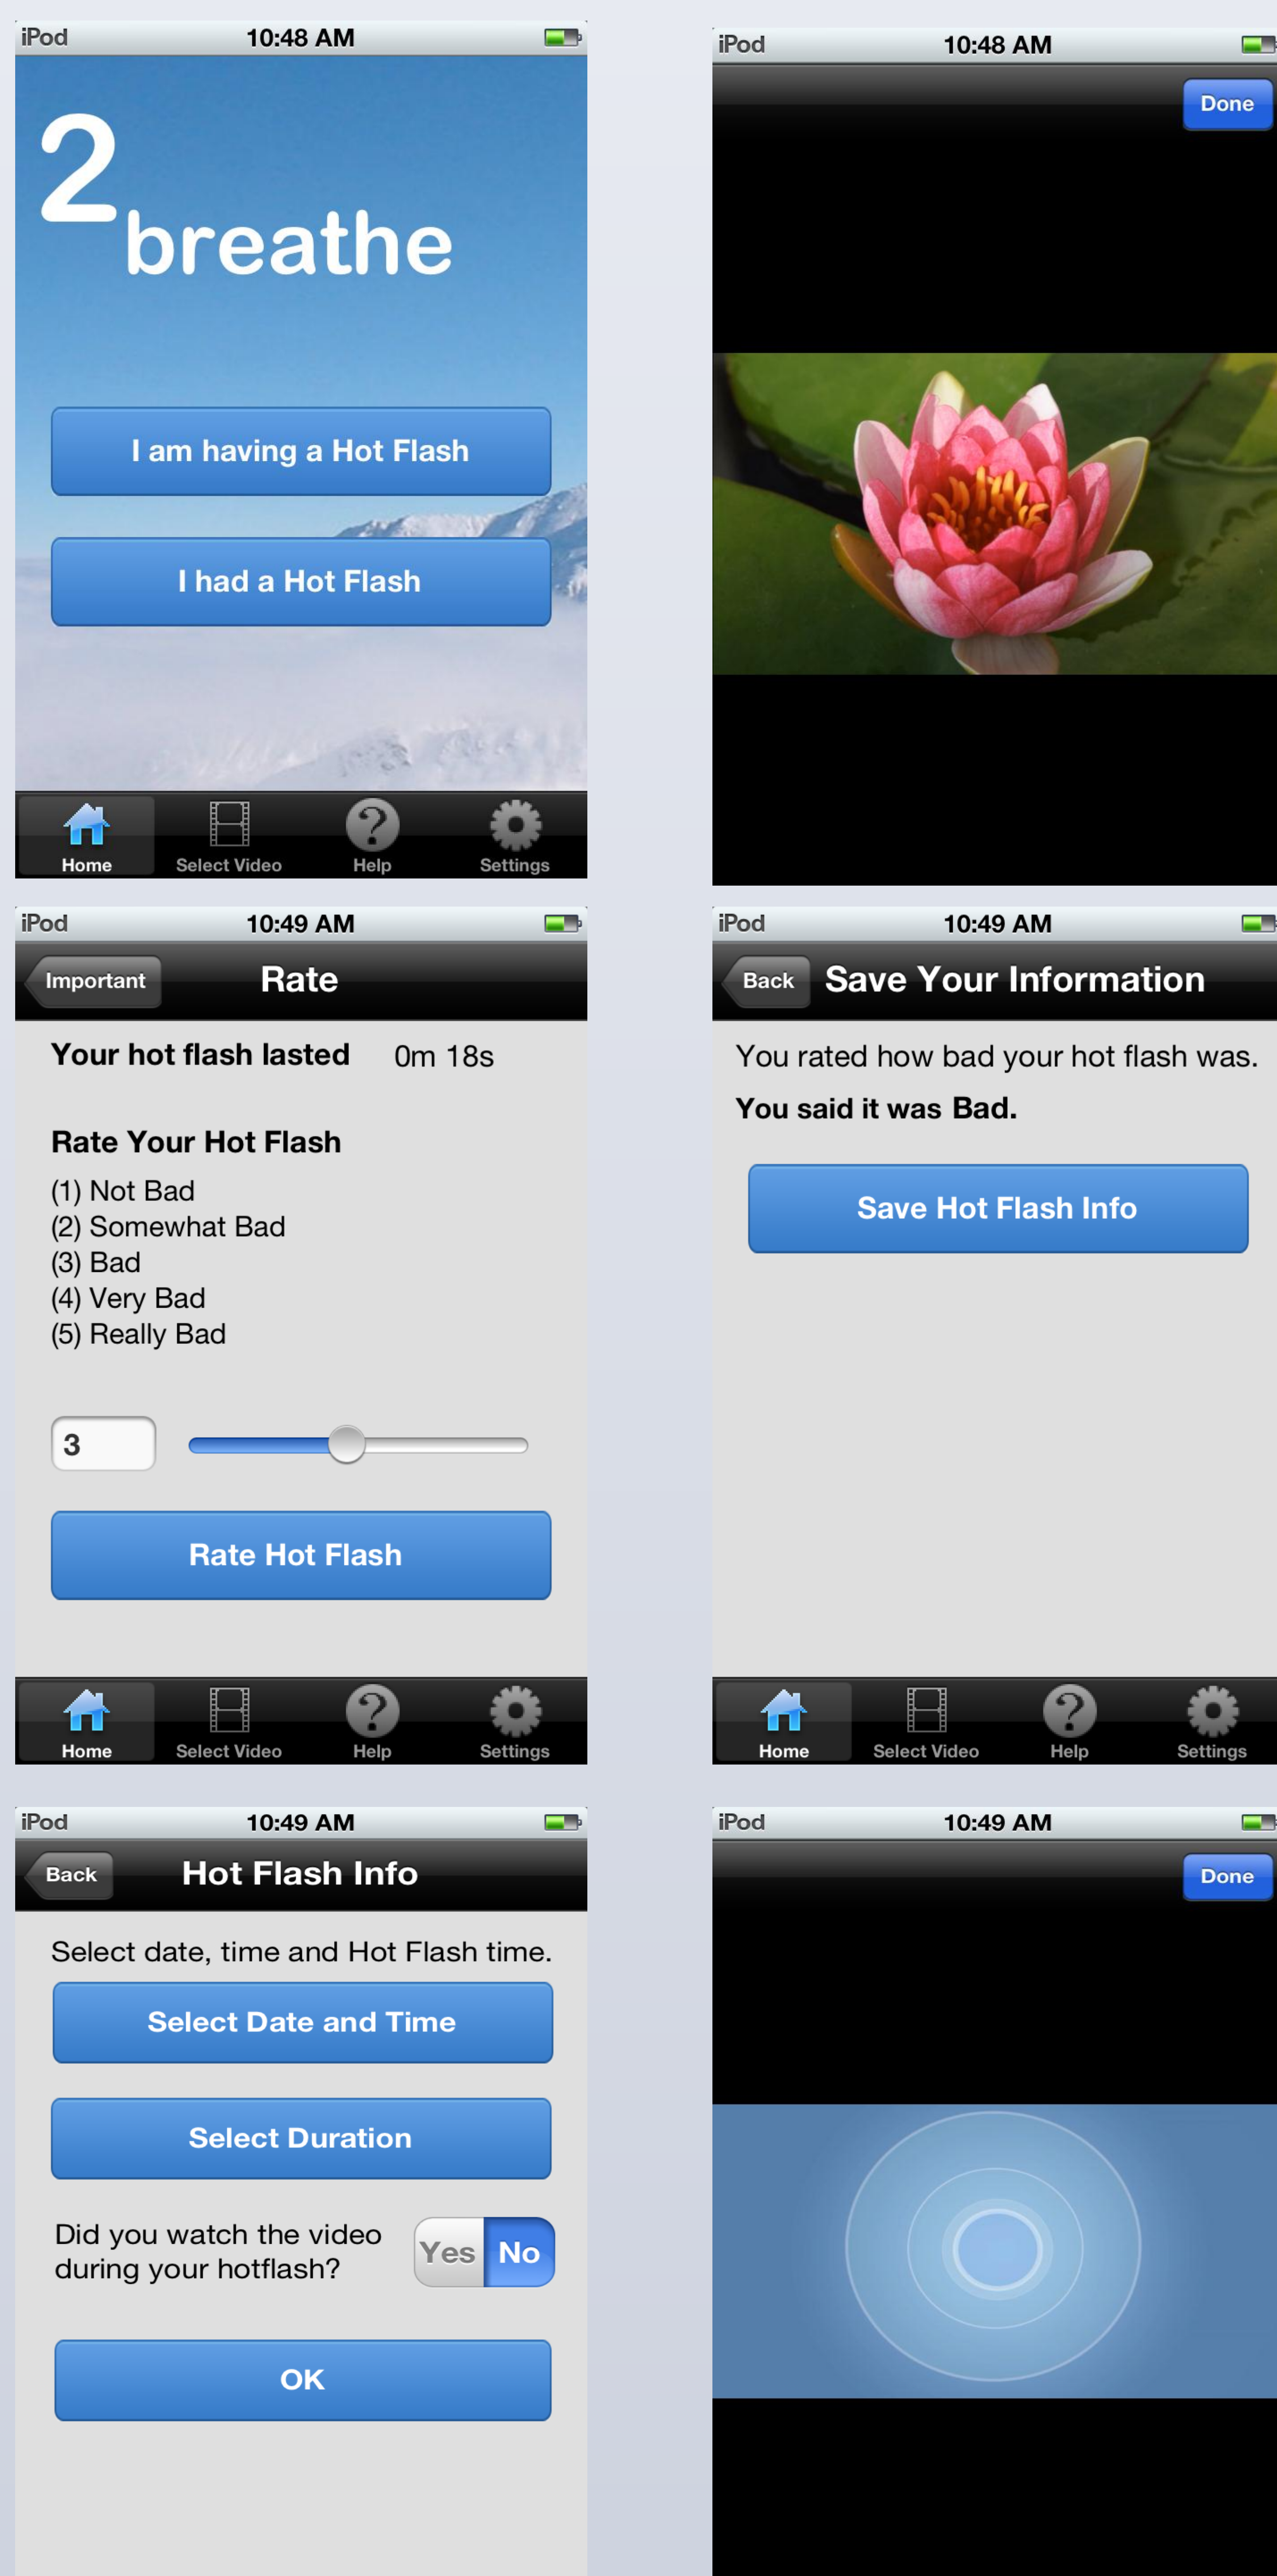 iPod 10:48 AM
2
breathe
I am having a Hot Flash
I had a Hot Flash
Home Select Video Help Settings
iPod 10:48 AM
Done
iPod 10:49 AM
Important Rate
Your hot flash lasted 0m 18s
Rate Your Hot Flash
(1) Not Bad
(2) Somewhat Bad
(3) Bad
(4) Very Bad
(5) Really Bad
3
Rate Hot Flash
Home Select Video Help Settings
iPod 10:49 AM
Back Save Your Information
You rated how bad your hot flash was.
You said it was Bad.
Save Hot Flash Info
Home Select Video Help Settings
iPod 10:49 AM
Back Hot Flash Info
Select date, time and Hot Flash time.
Select Date and Time
Select Duration
Did you watch the video
during your hotflash?
Yes No
OK
iPod 10:49 AM
Done